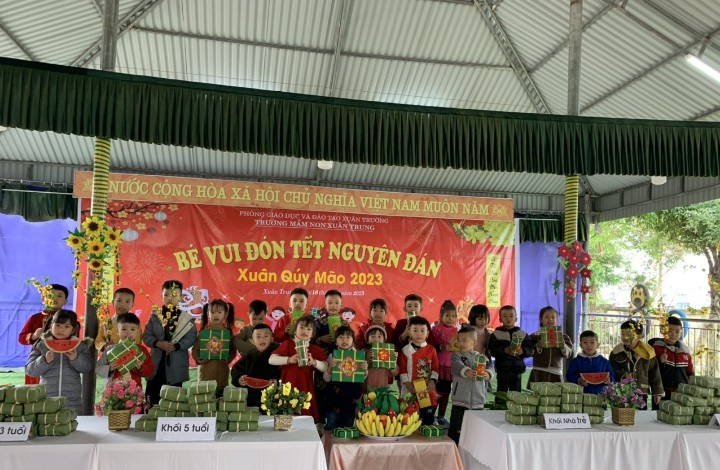 NƯỚC CỘNG HÒA XÃ HỘI CHỦ NGHĨA VIỆT NAM MUÔN NĂM
PHÒNG GIÁO DỤC VÀ ĐÀO TẠO XUÂN TRƯỜNG
TRƯỜNG MẦM NON XUÂN TRUNG
BÉ VUI ĐÓN TẾT NGUYÊN ĐÁN
Xuân Qúy Mão 2023
3 tuổi
Khối 5 tuổi
Khối Nhà trẻ